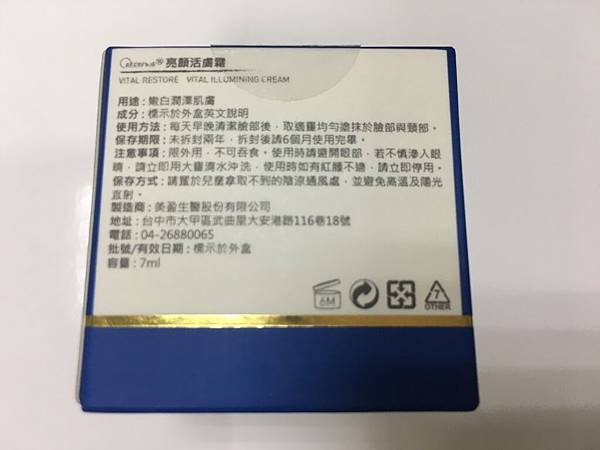 亮顏活膚霜
VITAL RESTORE VITAL ILLUMINING CREAM
用途:嫩白潤澤肌膚
成分:標示於外盒英文說明
使用方法:每天早晚清潔臉部後,取適量均勻塗抹於臉部與頸部。
保存期限:未拆封兩年,拆封後請6個月使用完畢。
注意事項:限外用,不可吞食。使用時請避開眼部,若不慎滲入眼
睛,請立即用大量清水沖洗,使用時如有紅腫不適,請立即停用。
保存方式:請置於兒童拿取不到的陰涼通風處,並避免高溫及陽光
直射。
製造商:美盈生醫股份有限公司
地址:台中市大甲區武曲里大安港路116巷18號
電話:04-26880065
批號/有效日期:標示於外盒
容量:7ml
6M
7
OTHER